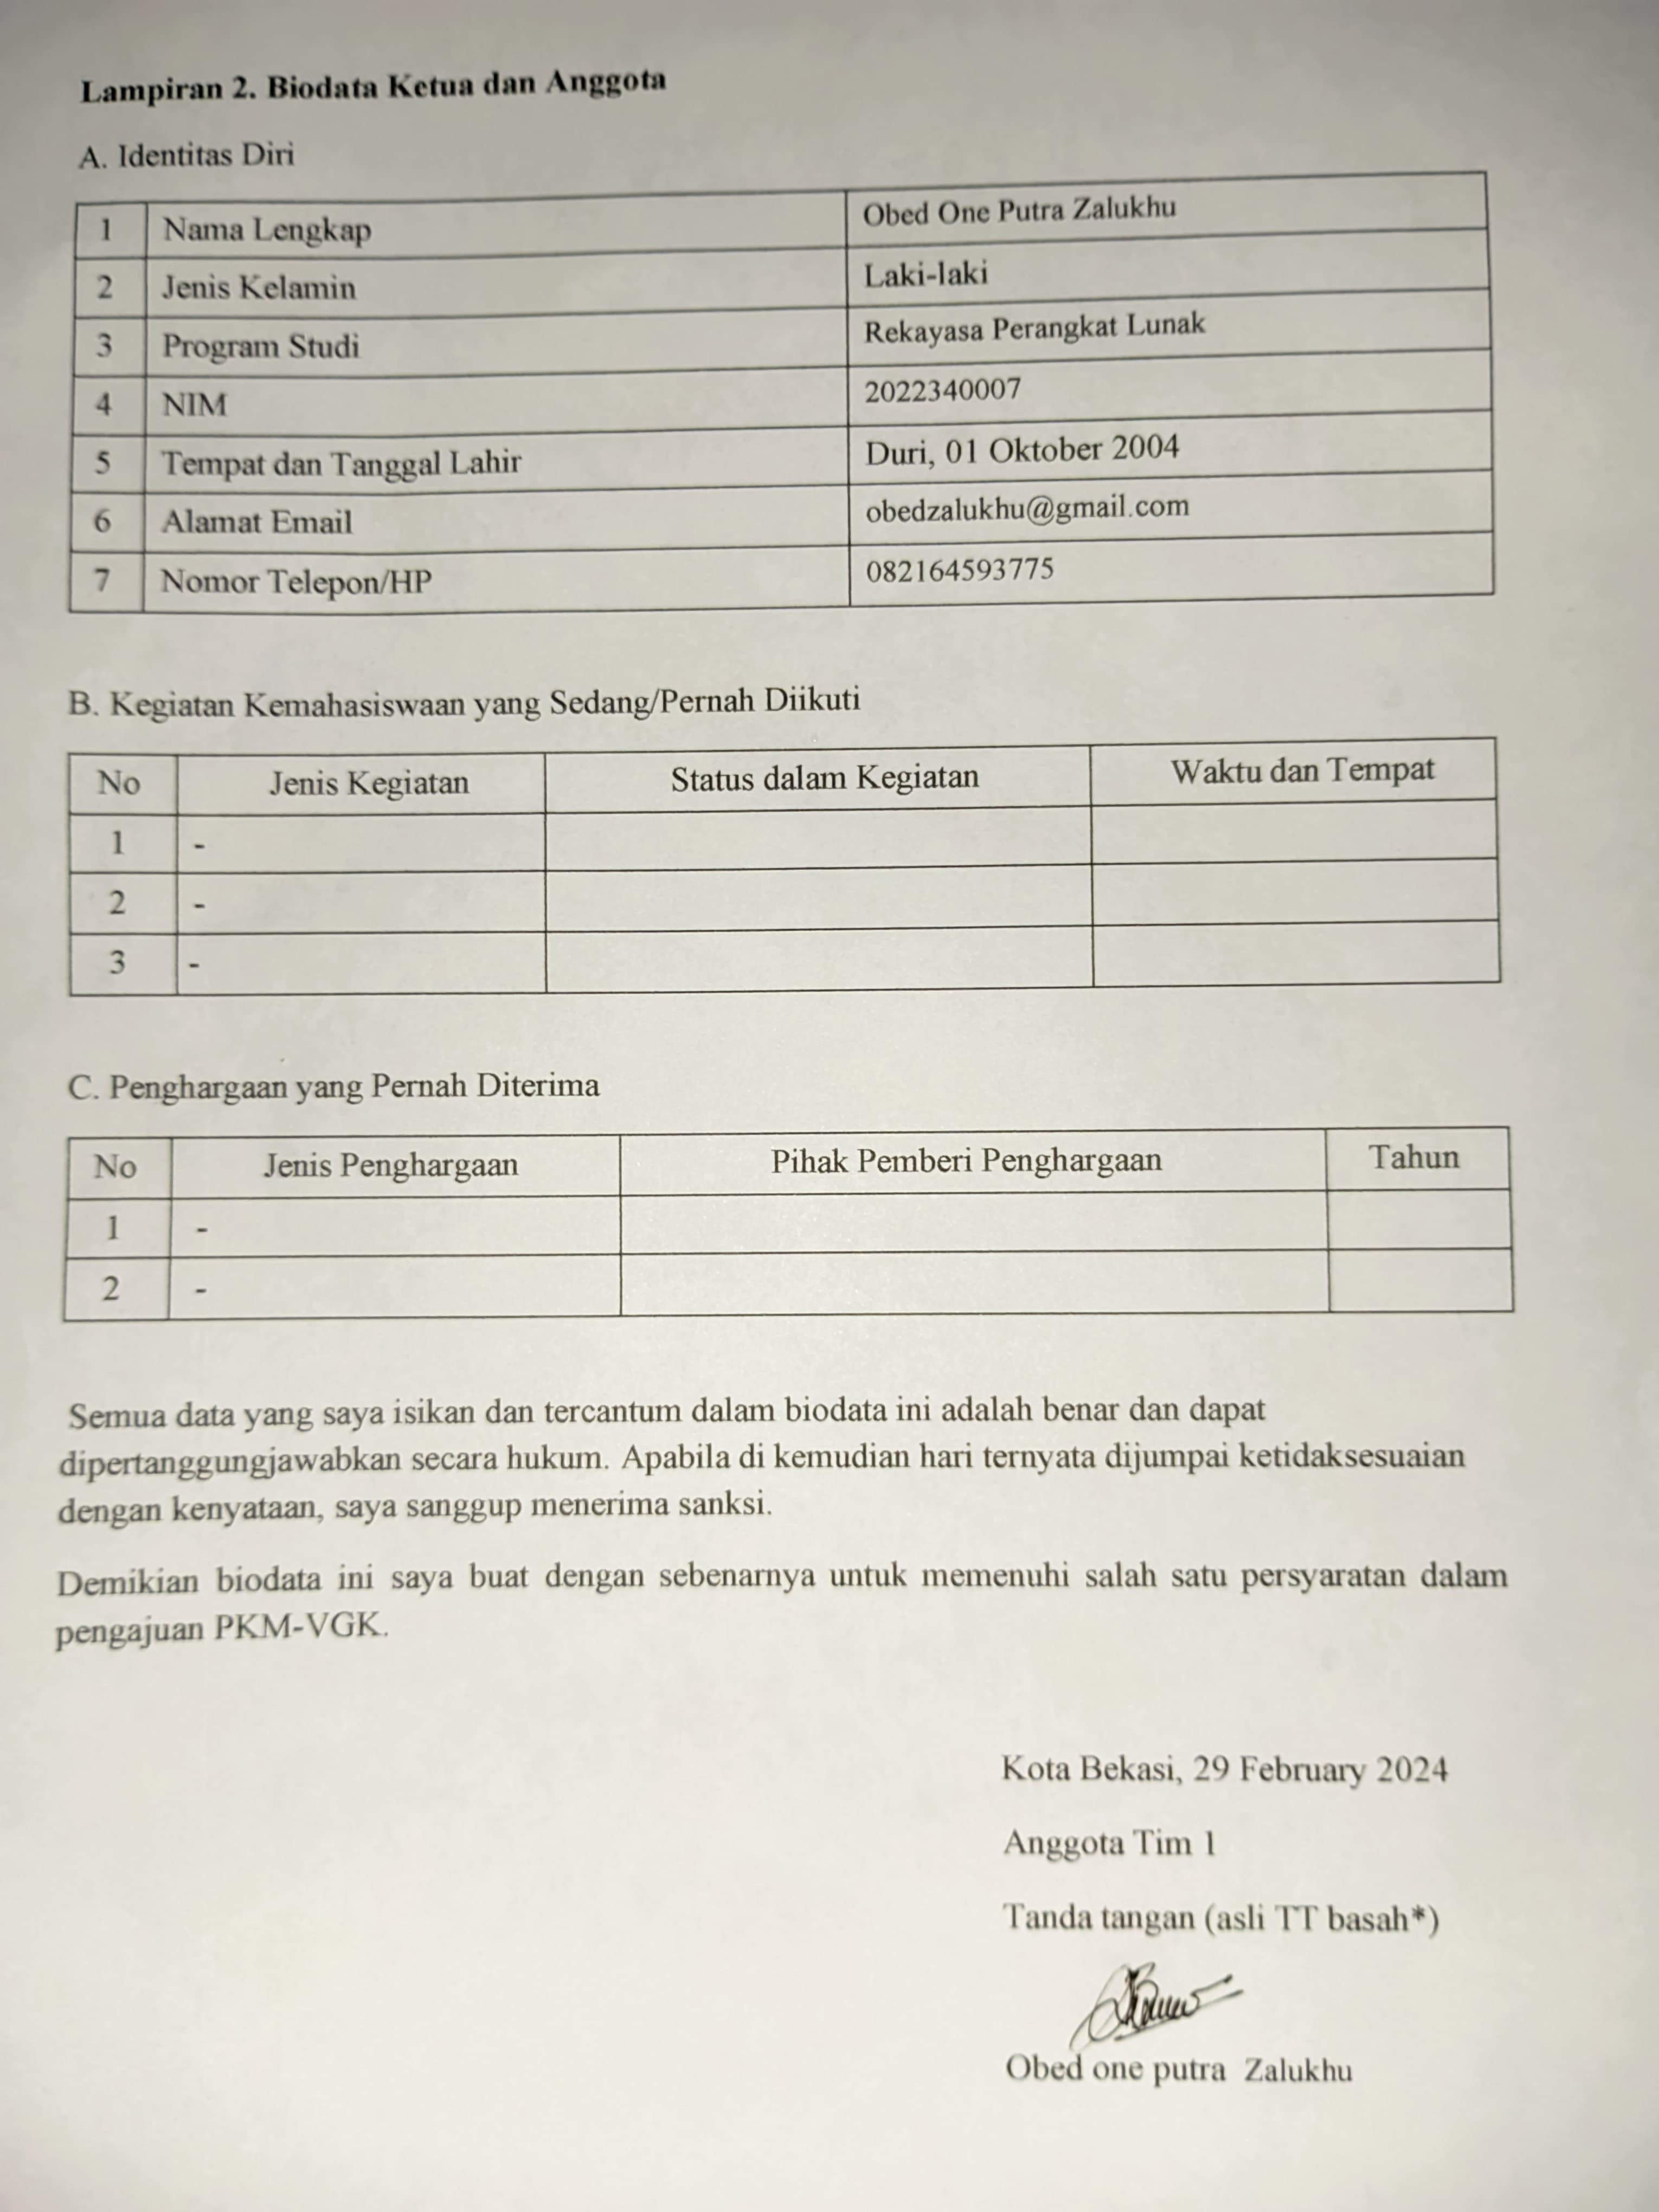 Lampiran 2. Biodata Ketua dan Anggota
A. Identitas Diri
1 Nama Lengkap Obed One Putra Zalukhu
2 Jenis Kelamin Laki-laki
3 Program Studi Rekayasa Perangkat Lunak
4 NIM 2022340007
5 Tempat dan Tanggal Lahir Duri, 01 Oktober 2004
6 Alamat Email obedzalukhu@gmail.com
7 Nomor Telepon/HP 082164593775
B. Kegiatan Kemahasiswaan yang Sedang/Pernah Diikuti
No Jenis Kegiatan Status dalam Kegiatan Waktu dan Tempat
1 -
2 -
3 -
C. Penghargaan yang Pernah Diterima
No Jenis Penghargaan Pihak Pemberi Penghargaan Tahun
1 -
2 -
Semua data yang saya isikan dan tercantum dalam biodata ini adalah benar dan dapat
dipertanggungjawabkan secara hukum. Apabila di kemudian hari ternyata dijumpai ketidaksesuaian
dengan kenyataan, saya sanggup menerima sanksi.
Demikian biodata ini saya buat dengan sebenarnya untuk memenuhi salah satu persyaratan dalam
pengajuan PKM-VGK.
Kota Bekasi, 29 February 2024
Anggota Tim 1
Tanda tangan (asli TT basah*)
Obed one putra Zalukhu